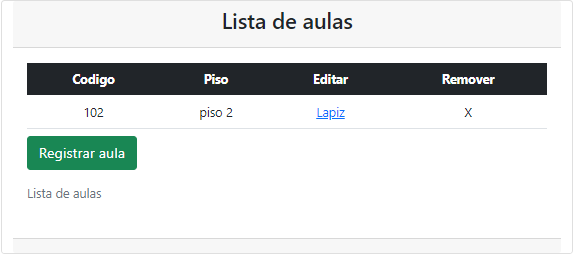 Lista de aulas
Codigo Piso Editar Remover
102 piso 2 Lapiz X
Registrar aula
Lista de aulas